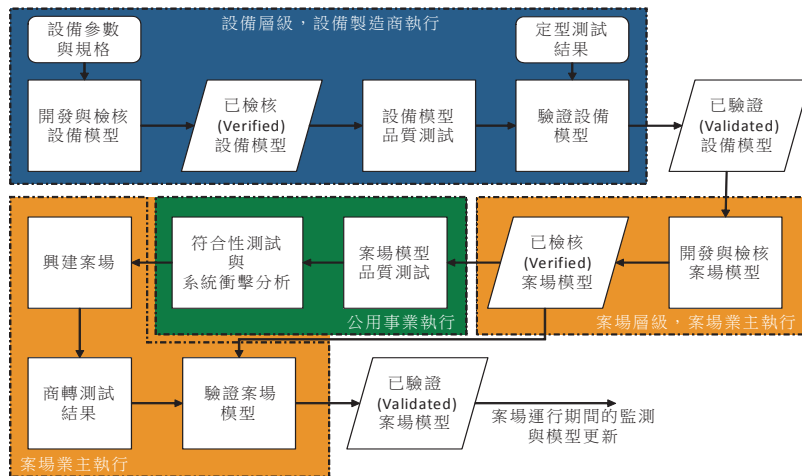 設備層級，設備製造商執行
設備參數
與規格
定型測試
結果
開發與檢核
設備模型
已檢核
(Verified)
設備模型
設備模型
品質測試
驗證設備
模型
已驗證
(Validated)
設備模型
興建案場
符合性測試
與
系統衝擊分析
案場模型
品質測試
已檢核
(Verified)
案場模型
開發與檢核
案場模型
公用事業執行
案場層級，案場業主執行
商轉測試
結果
驗證案場
模型
已驗證
(Validated)
案場模型
案場運行期間的監測
與模型更新
案場業主執行